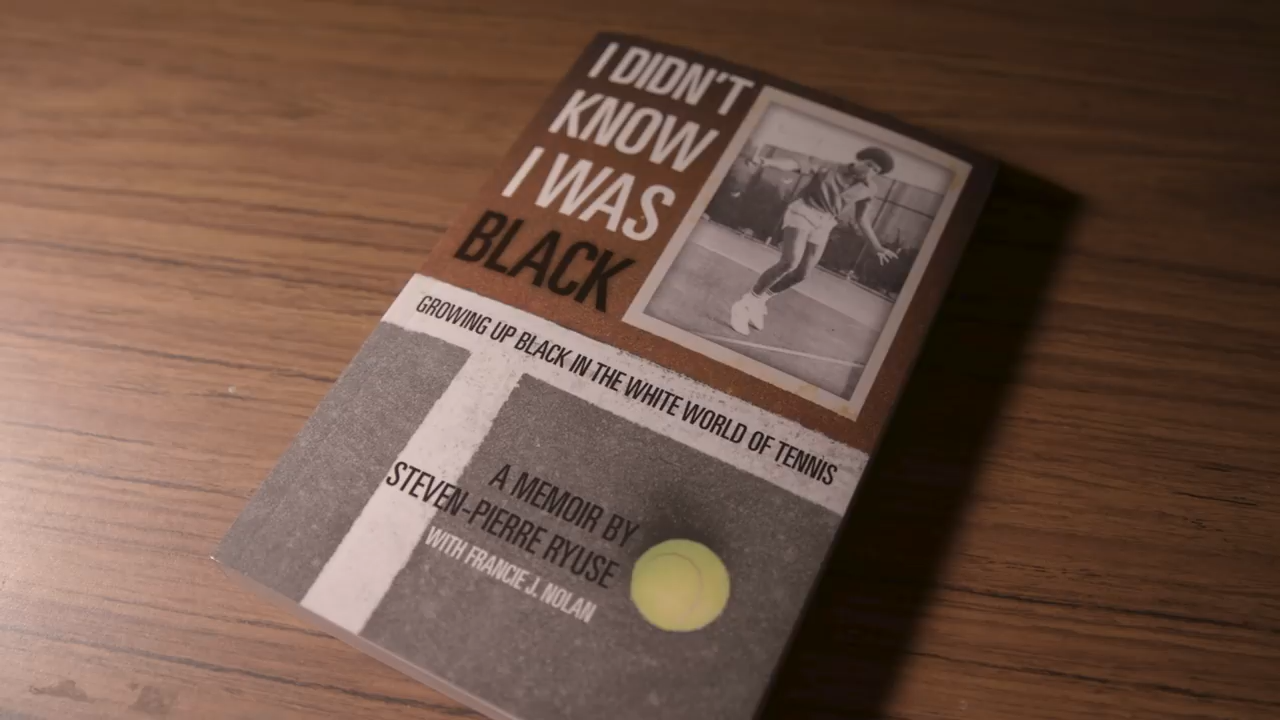 I DIDN'T
KNOW
I WAS
BLACK
GROWING UP BLACK IN THE WHITE WORLD OF TENNIS
A MEMOIR BY
STEVEN-PIERRE RYUSE
WITH FRANCIE J. NOLAN